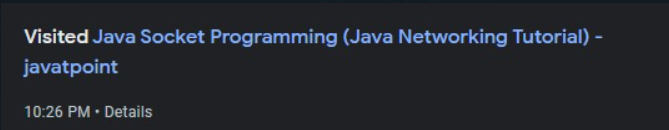 Visited Java Socket Programming (Java Networking Tutorial) -
javatpoint
10:26 PM • Details